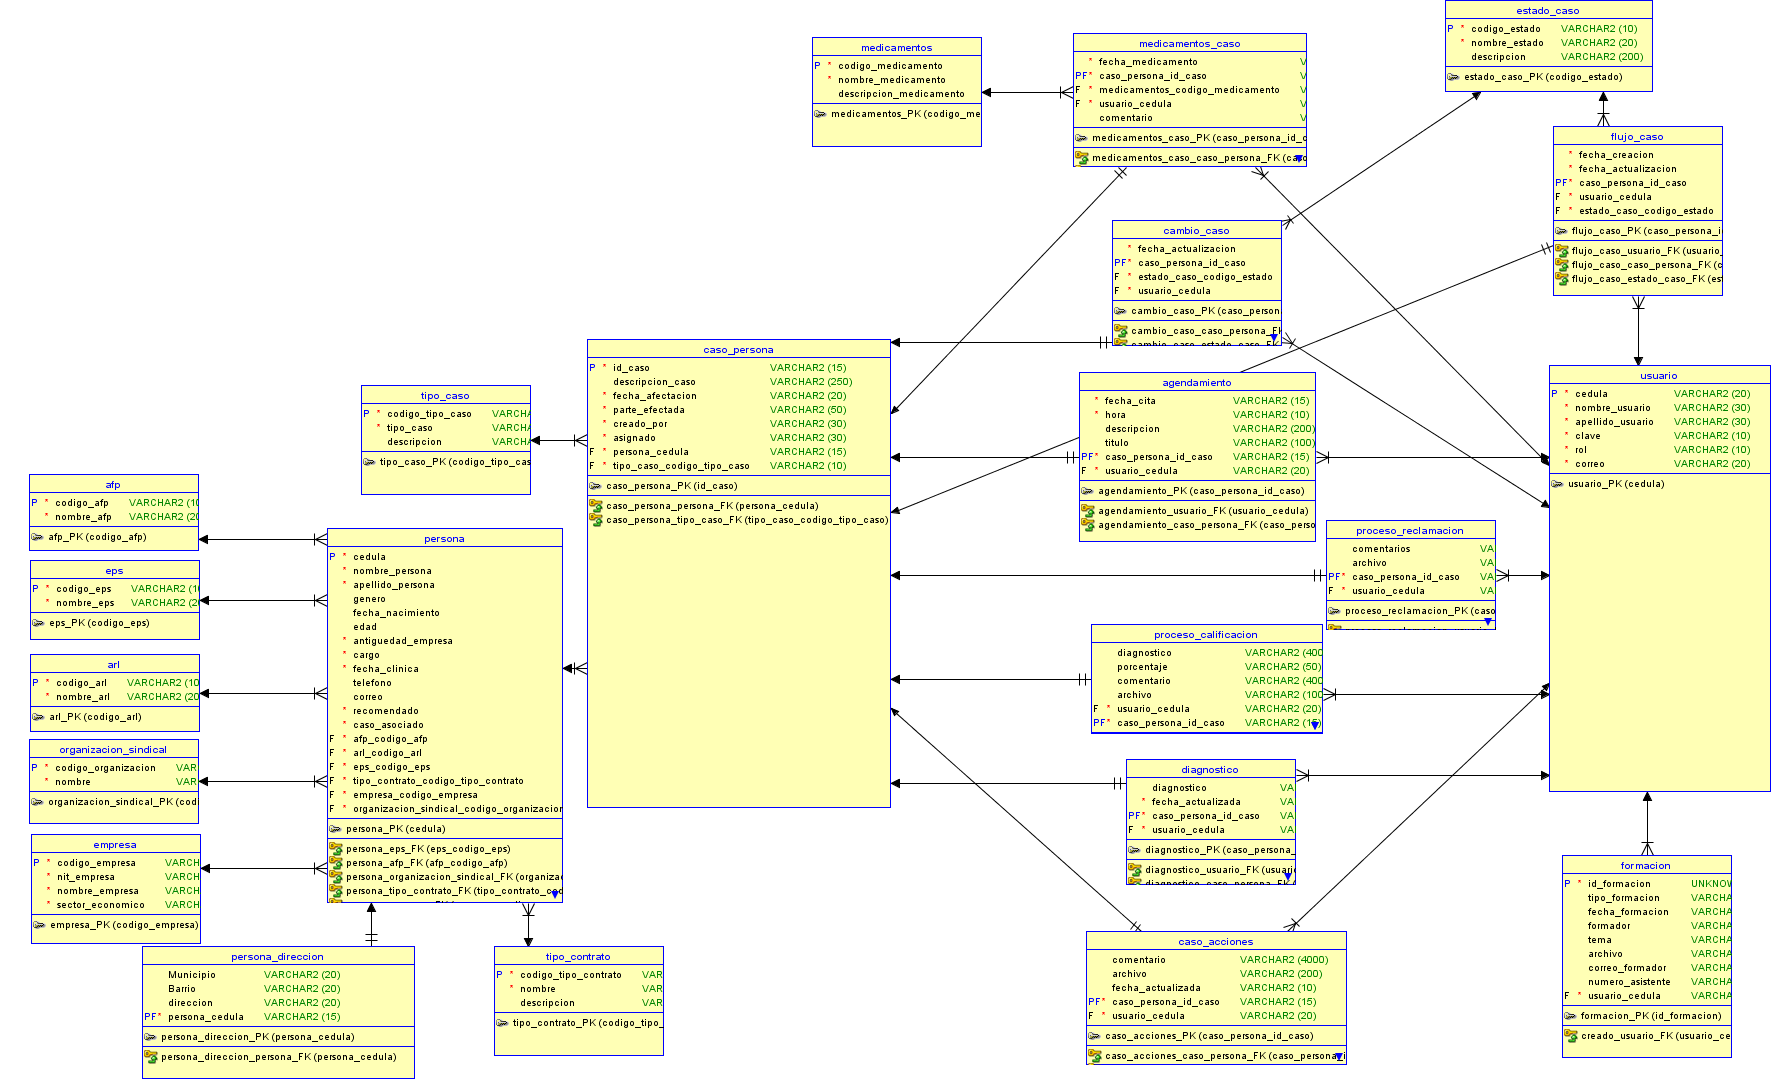 estado_caso
P * codigo_estado VARCHAR2 (10)
* nombre_estado VARCHAR2 (20)
descripcion VARCHAR2 (200)
estado_caso_PK (codigo_estado)
medicamentos
P * codigo_medicamento
* nombre_medicamento
descripcion_medicamento
medicamentos_PK (codigo_me
medicamentos_caso
* fecha_medicamento V
PF* caso_persona_id_caso V
F * medicamentos_codigo_medicamento V
F * usuario_cedula V
comentario V
medicamentos_caso_PK (caso_persona_id_c
medicamentos_caso_caso_persona_FK (caso
flujo_caso
* fecha_creacion
* fecha_actualizacion
PF* caso_persona_id_caso
F * usuario_cedula
F * estado_caso_codigo_estado
flujo_caso_PK (caso_persona_i
flujo_caso_usuario_FK (usuario_
flujo_caso_caso_persona_FK (c
flujo_caso_estado_caso_FK (es
cambio_caso
* fecha_actualizacion
PF* caso_persona_id_caso
F * estado_caso_codigo_estado
F * usuario_cedula
cambio_caso_PK (caso_person
cambio_caso_caso_persona_FK
cambio_caso_estado_caso_FK
caso_persona
P * id_caso VARCHAR2 (15)
descripcion_caso VARCHAR2 (250)
* fecha_afectacion VARCHAR2 (20)
* parte_efectada VARCHAR2 (50)
* creado_por VARCHAR2 (30)
* asignado VARCHAR2 (30)
F * persona_cedula VARCHAR2 (15)
F * tipo_caso_codigo_tipo_caso VARCHAR2 (10)
caso_persona_PK (id_caso)
caso_persona_persona_FK (persona_cedula)
caso_persona_tipo_caso_FK (tipo_caso_codigo_tipo_caso)
tipo_caso
P * codigo_tipo_caso VARCHA
* tipo_caso VARCHA
descripcion VARCHA
tipo_caso_PK (codigo_tipo_cas
agendamiento
* fecha_cita VARCHAR2 (15)
* hora VARCHAR2 (10)
descripcion VARCHAR2 (200)
titulo VARCHAR2 (100)
PF* caso_persona_id_caso VARCHAR2 (15)
F * usuario_cedula VARCHAR2 (20)
agendamiento_PK (caso_persona_id_caso)
agendamiento_usuario_FK (usuario_cedula)
agendamiento_caso_persona_FK (caso_perso
usuario
P * cedula VARCHAR2 (20)
* nombre_usuario VARCHAR2 (30)
* apellido_usuario VARCHAR2 (30)
* clave VARCHAR2 (10)
* rol VARCHAR2 (10)
* correo VARCHAR2 (20)
usuario_PK (cedula)
afp
P * codigo_afp VARCHAR2 (10
* nombre_afp VARCHAR2 (20
afp_PK (codigo_afp)
eps
P * codigo_eps VARCHAR2 (1
* nombre_eps VARCHAR2 (2
eps_PK (codigo_eps)
arl
P * codigo_arl VARCHAR2 (10
* nombre_arl VARCHAR2 (20
arl_PK (codigo_arl)
organizacion_sindical
P * codigo_organizacion VAR
* nombre VAR
organizacion_sindical_PK (cod
empresa
P * codigo_empresa VARCH
* nit_empresa VARCH
* nombre_empresa VARCH
* sector_economico VARCH
empresa_PK (codigo_empresa)
persona
P * cedula
* nombre_persona
* apellido_persona
genero
fecha_nacimiento
edad
* antiguedad_empresa
* cargo
* fecha_clinica
telefono
correo
* recomendado
* caso_asociado
F * afp_codigo_afp
F * arl_codigo_arl
F * eps_codigo_eps
F * tipo_contrato_codigo_tipo_contrato
F * empresa_codigo_empresa
F * organizacion_sindical_codigo_organizacion
persona_PK (cedula)
persona_eps_FK (eps_codigo_eps)
persona_afp_FK (afp_codigo_afp)
persona_organizacion_sindical_FK (organiza
persona_tipo_contrato_FK (tipo_contrato_co
proceso_reclamacion
comentarios VA
archivo VA
PF* caso_persona_id_caso VA
F * usuario_cedula VA
proceso_reclamacion_PK (caso
proceso_calificacion
diagnostico VARCHAR2 (400
porcentaje VARCHAR2 (50)
comentario VARCHAR2 (400
archivo VARCHAR2 (100
F * usuario_cedula VARCHAR2 (20)
PF* caso_persona_id_caso VARCHAR2 (15)
diagnostico
diagnostico VA
* fecha_actualizada VA
PF* caso_persona_id_caso VA
F * usuario_cedula VA
diagnostico_PK (caso_persona_
diagnostico_usuario_FK (usuari
diagnostico_caso_persona_FK (
persona_direccion
Municipio VARCHAR2 (20)
Barrio VARCHAR2 (20)
direccion VARCHAR2 (20)
PF* persona_cedula VARCHAR2 (15)
persona_direccion_PK (persona_cedula)
persona_direccion_persona_FK (persona_cedula)
tipo_contrato
P * codigo_tipo_contrato VAR
* nombre VAR
descripcion VAR
tipo_contrato_PK (codigo_tipo_
caso_acciones
comentario VARCHAR2 (4000)
archivo VARCHAR2 (200)
fecha_actualizada VARCHAR2 (10)
PF* caso_persona_id_caso VARCHAR2 (15)
F * usuario_cedula VARCHAR2 (20)
caso_acciones_PK (caso_persona_id_caso)
caso_acciones_caso_persona_FK (caso_persona_i
formacion
P * id_formacion UNKNOW
tipo_formacion VARCHA
fecha_formacion VARCHA
formador VARCHA
tema VARCHA
archivo VARCHA
correo_formador VARCHA
numero_asistente VARCHA
F * usuario_cedula VARCHA
formacion_PK (id_formacion)
creado_usuario_FK (usuario_ce